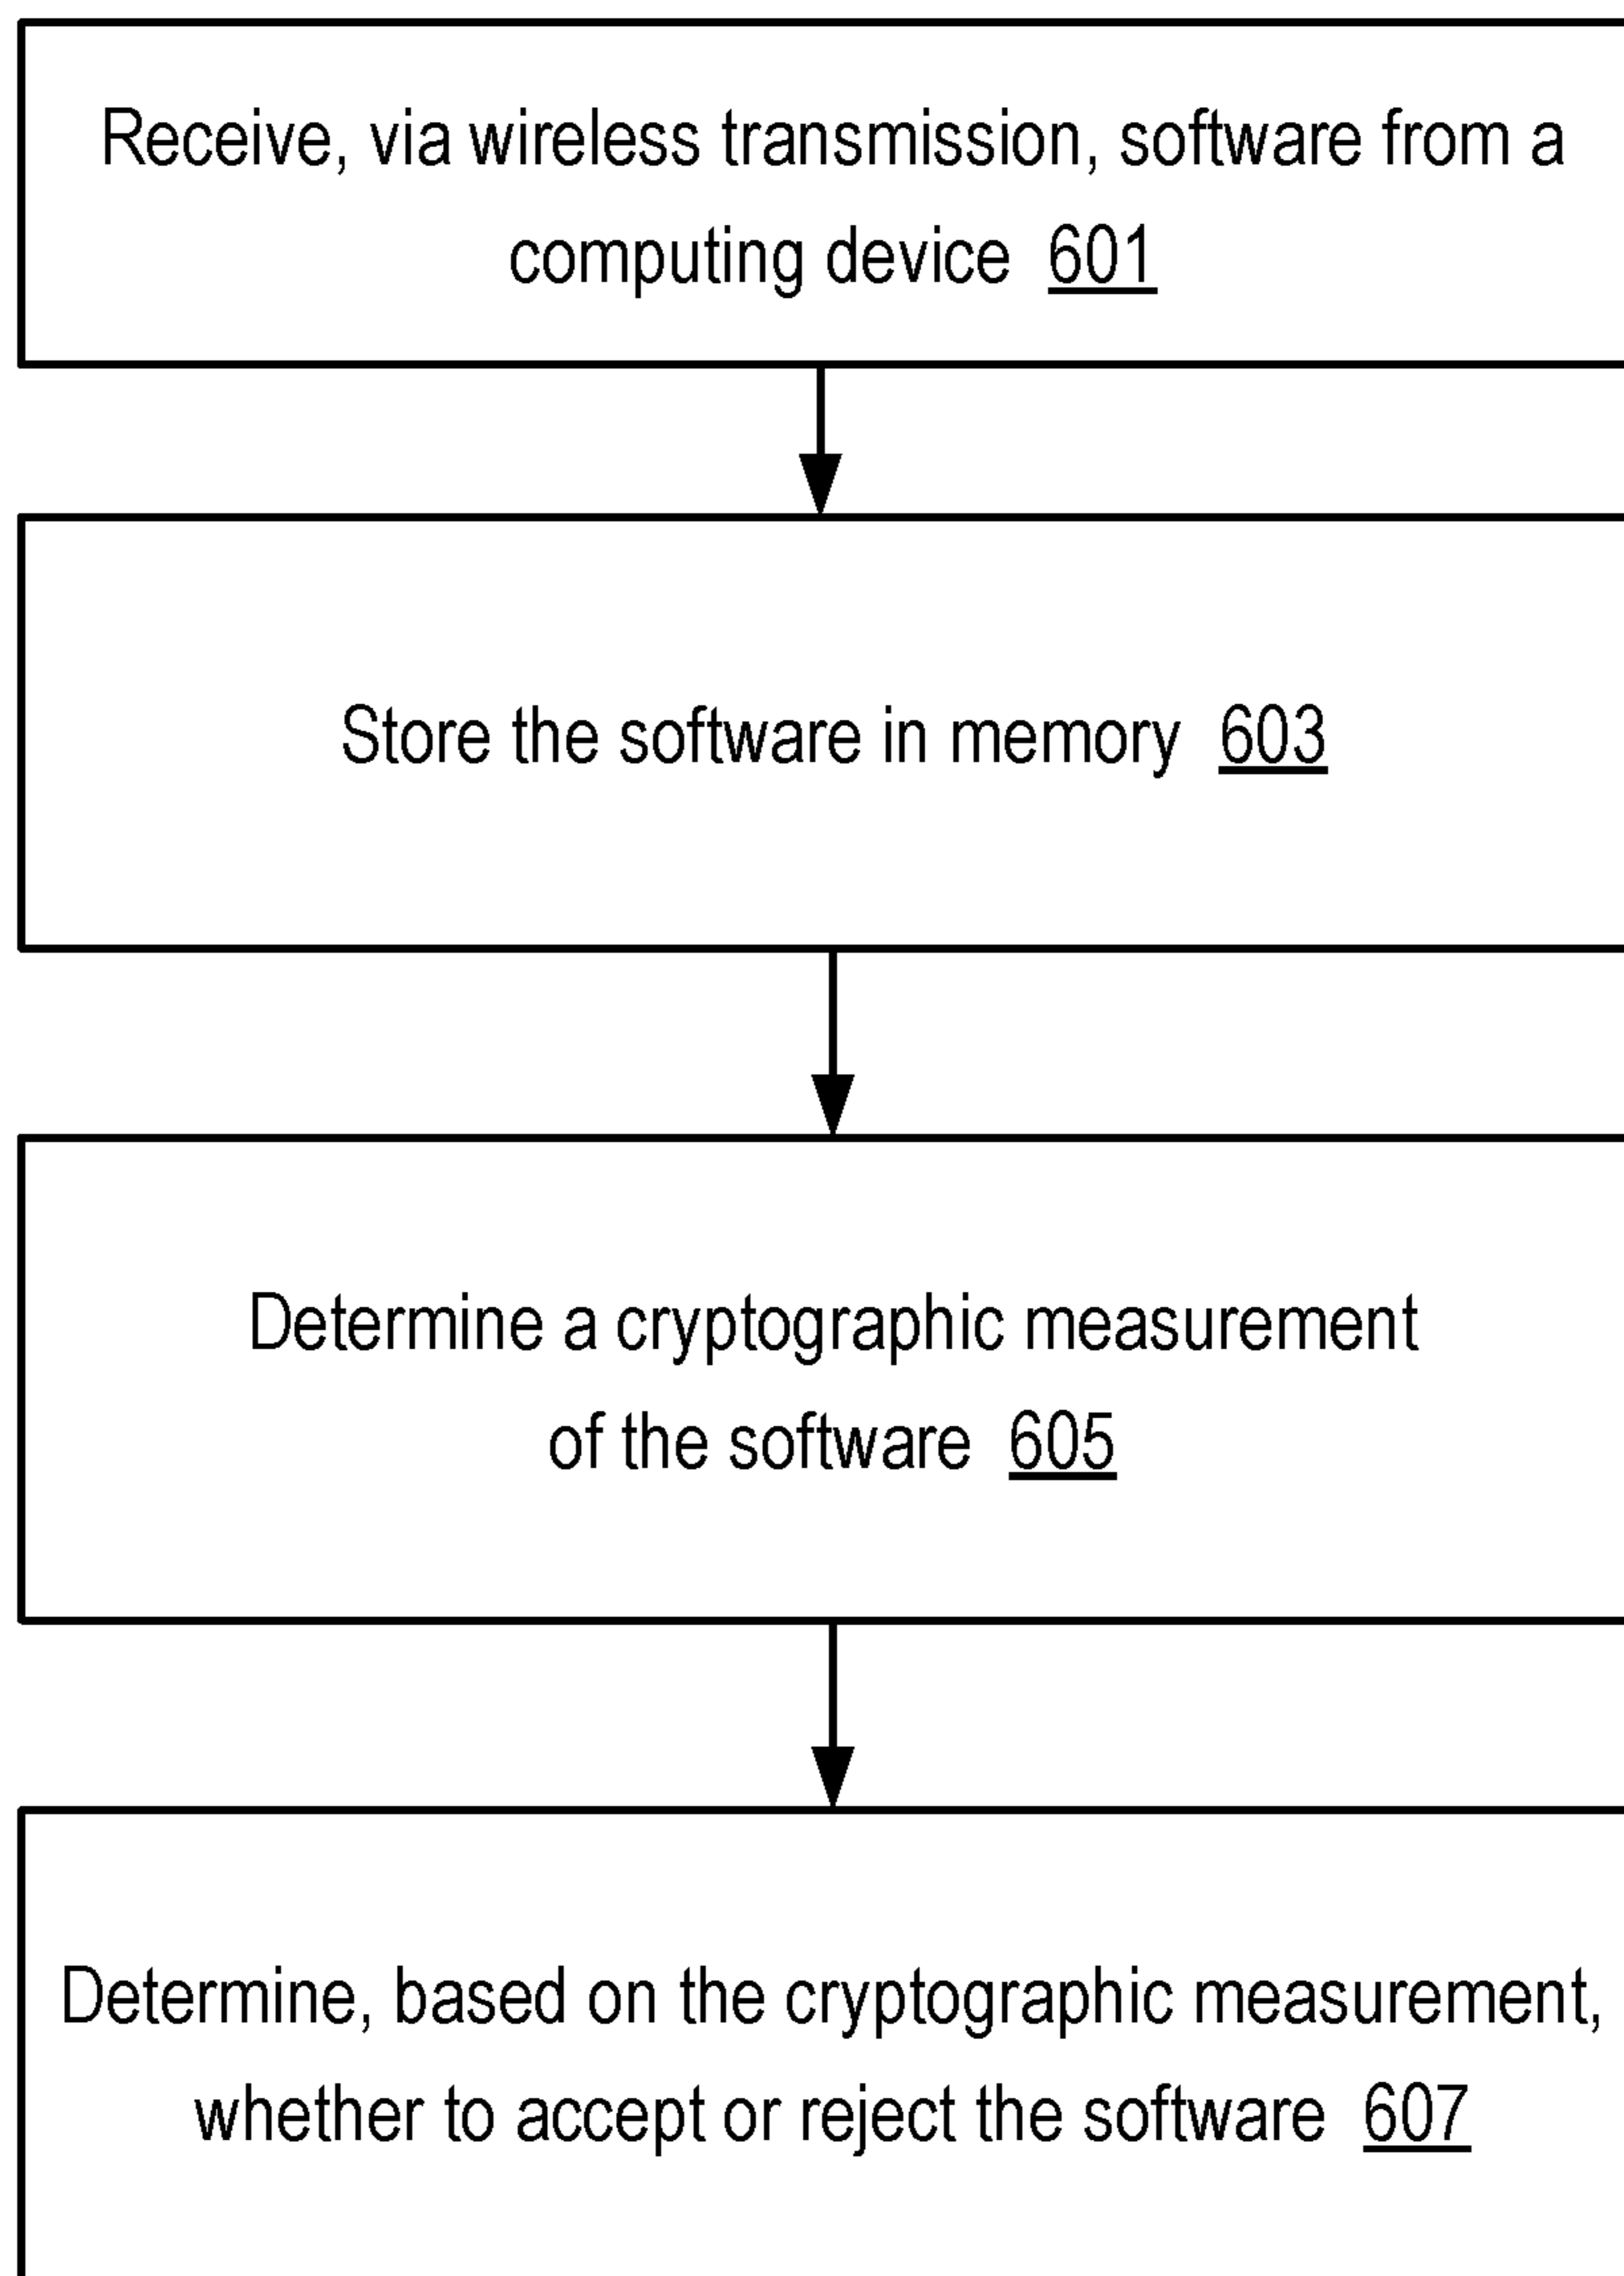 Receive, via wireless transmission, software from a
computing device 601
Store the software in memory 603
Determine a cryptographic measurement
of the software 605
Determine, based on the cryptographic measurement,
whether to accept or reject the software 607